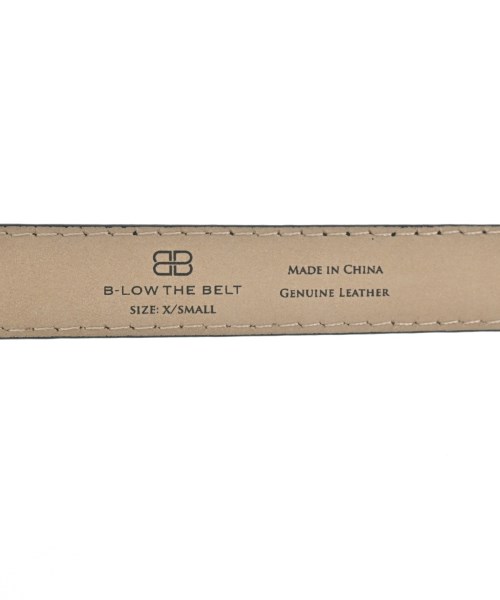 BB
B-LOW THE BELT
SIZE: X/SMALL
MADE IN CHINA
GENUINE LEATHER